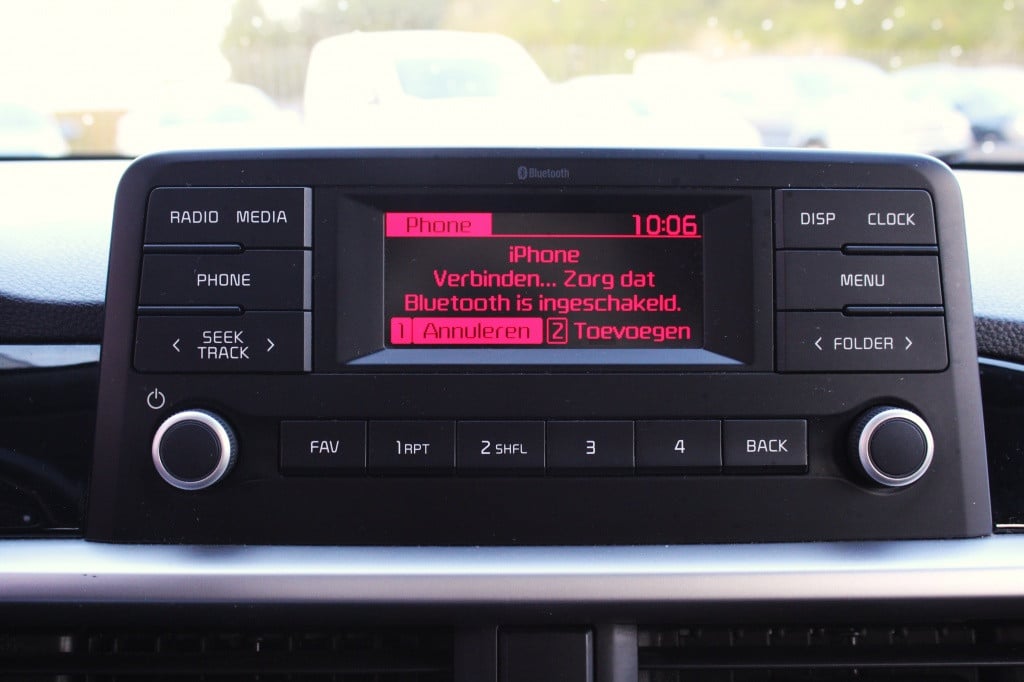 Bluetooth
RADIO MEDIA
PHONE
< SEEK TRACK >
Phone 10:06
iPhone
Verbinden... Zorg dat
Bluetooth is ingeschakeld.
1 Annuleren 2 Toevoegen
DISP CLOCK
MENU
< FOLDER >
FAV 1 RPT 2 SHFL 3 4 BACK